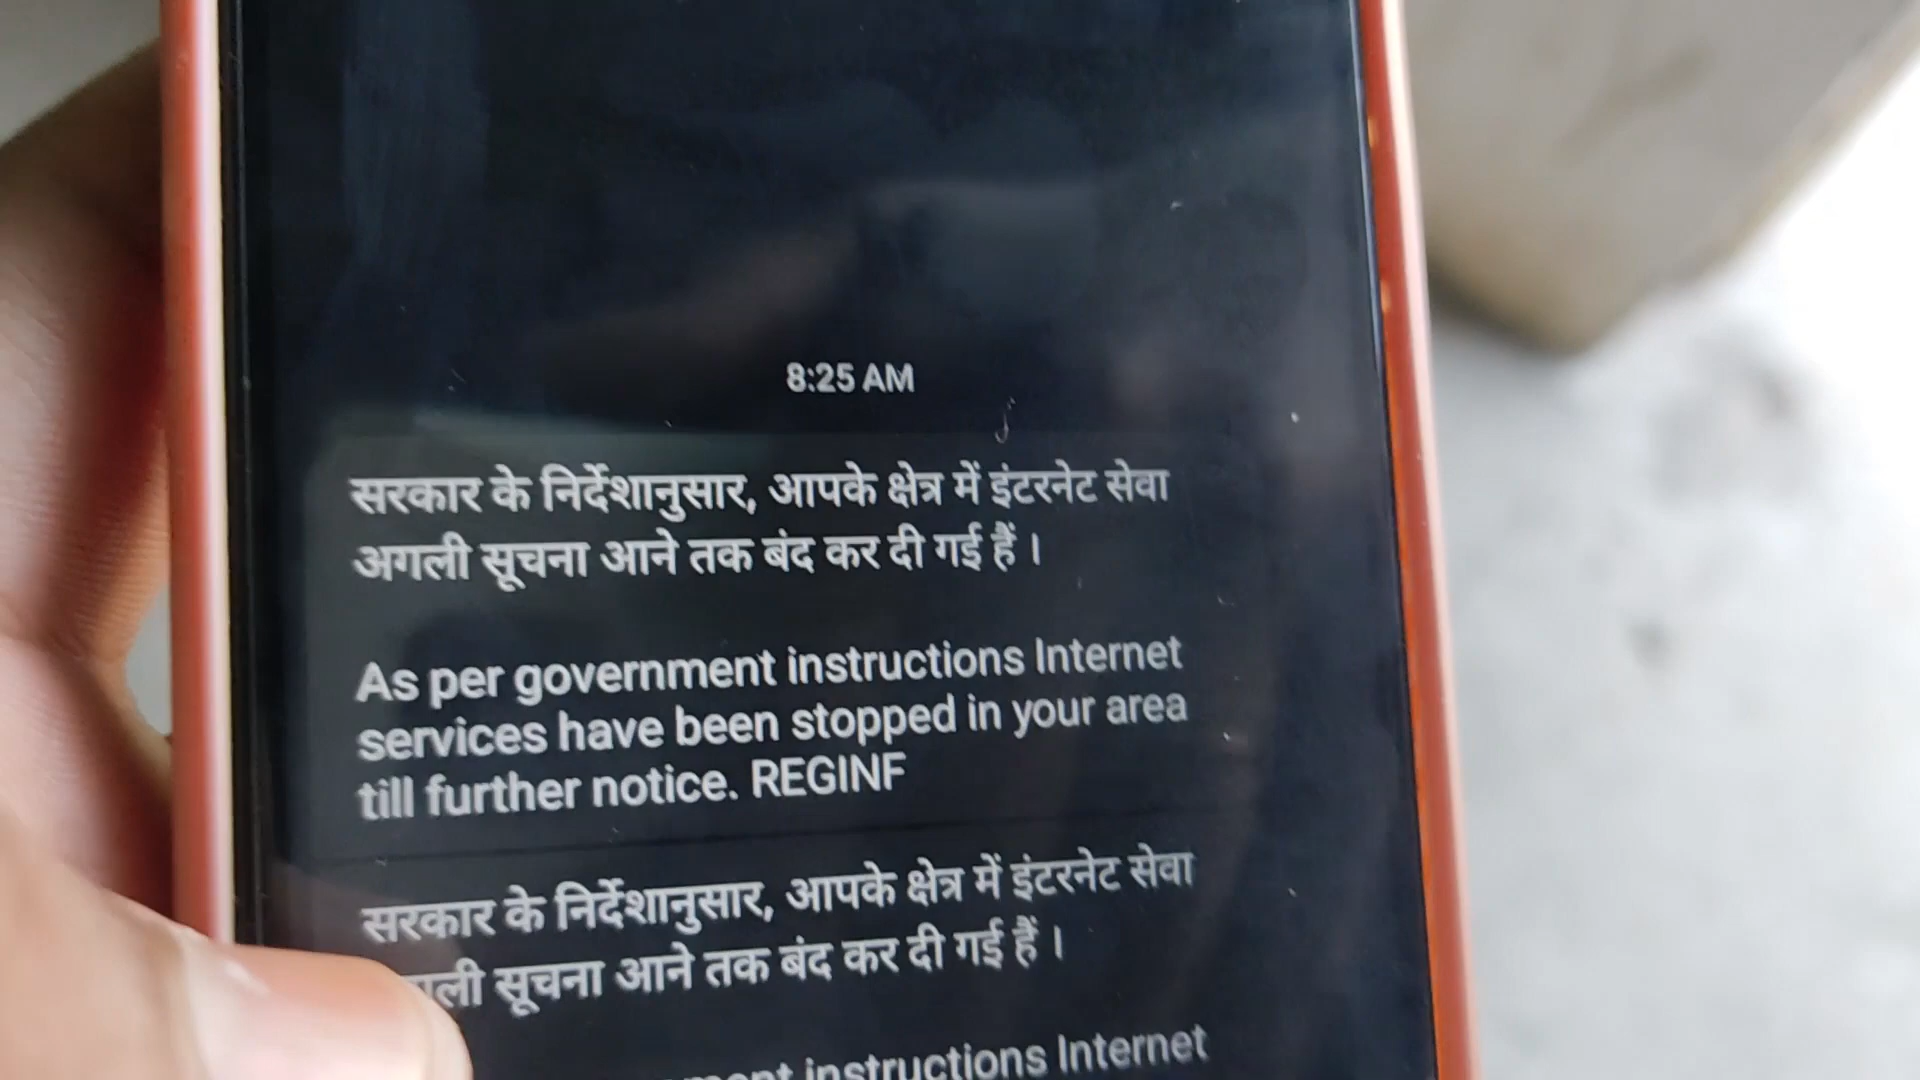 8:25 AM
सरकार के निर्देशानुसार, आपके क्षेत्र में इंटरनेट सेवा
अगली सूचना आने तक बंद कर दी गई हैं ।
As per government instructions Internet
services have been stopped in your area
till further notice. REGINF
सरकार के निर्देशानुसार, आपके क्षेत्र में इंटरनेट सेवा
सूचना आने तक बंद कर दी गई हैं ।
instructions Internet